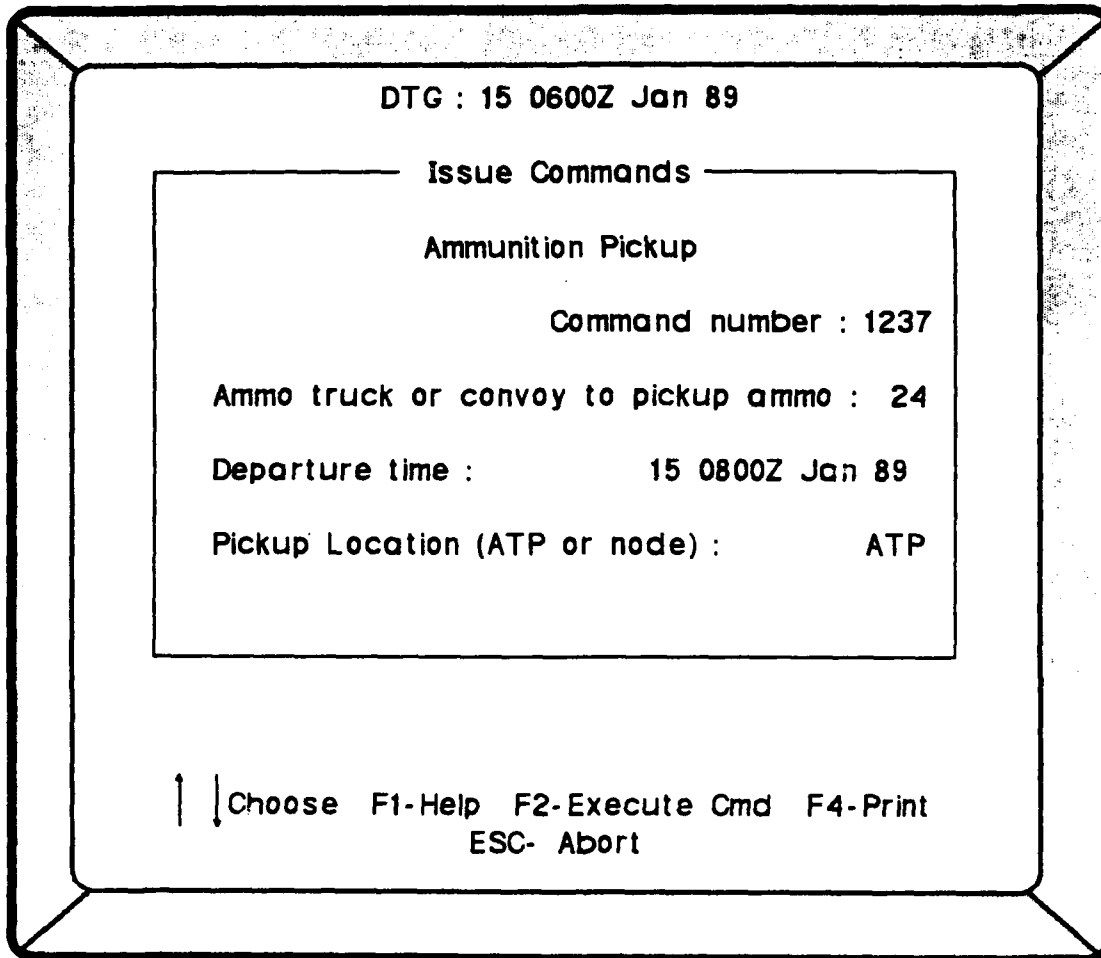 DTG : 15 0600Z Jan 89
Issue Commands
Ammunition Pickup
Command number : 1237
Ammo truck or convoy to pickup ammo : 24
Departure time : 15 0800Z Jan 89
Pickup Location (ATP or node) : ATP
↑ ↓ Choose F1-Help F2-Execute Cmd F4-Print
ESC- Abort